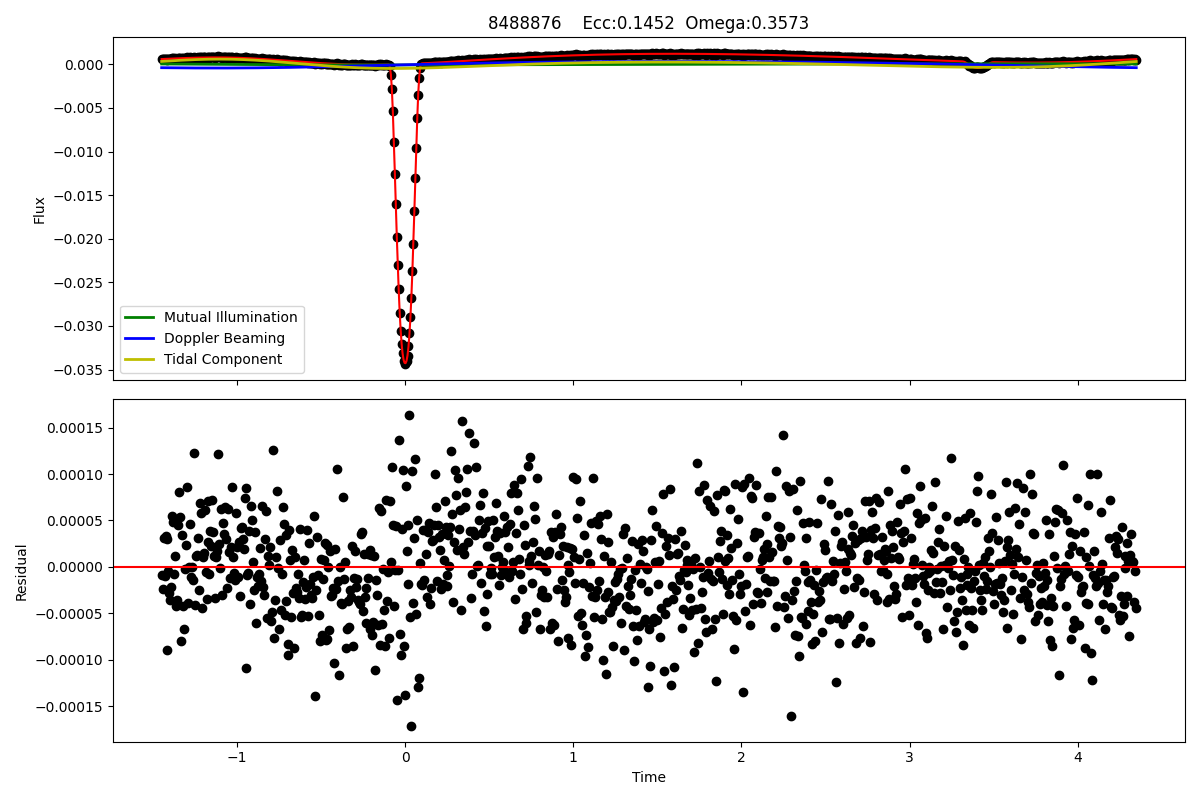 8488876    Ecc:0.1452  Omega:0.3573
0.000
−0.005
−0.010
−0.015
−0.020
−0.025
−0.030
−0.035
Flux
Mutual Illumination
Doppler Beaming
Tidal Component
0.00015
0.00010
0.00005
0.00000
−0.00005
−0.00010
−0.00015
Residual
−1 0 1 2 3 4
Time